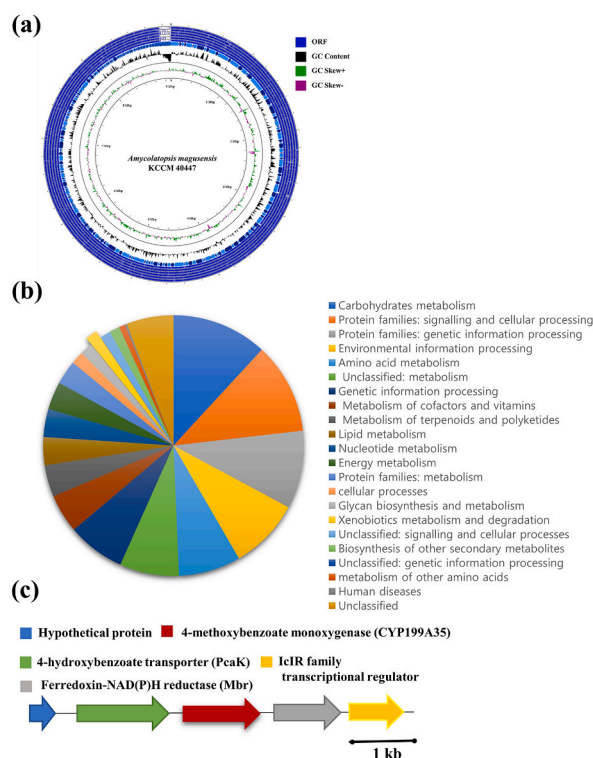 (a)
ORF
GC Content
GC Skew+
GC Skew-
Amycolatopsis magusensis
KCCM 40447
(b)
Carbohydrates metabolism
Protein families: signalling and cellular processing
Protein families: genetic information processing
Environmental information processing
Amino acid metabolism
Unclassified: metabolism
Genetic information processing
Metabolism of cofactors and vitamins
Metabolism of terpenoids and polyketides
Lipid metabolism
Nucleotide metabolism
Energy metabolism
Protein families: metabolism
cellular processes
Glycan biosynthesis and metabolism
Xenobiotics metabolism and degradation
Unclassified: signalling and cellular processes
Biosynthesis of other secondary metabolites
Unclassified: genetic information processing
metabolism of other amino acids
Human diseases
Unclassified
(c)
Hypothetical protein
4-methoxybenzoate monoxygenase (CYP199A35)
4-hydroxybenzoate transporter (PcaK)
IcIR family
transcriptional regulator
Ferredoxin-NAD(P)H reductase (Mbr)
1 kb